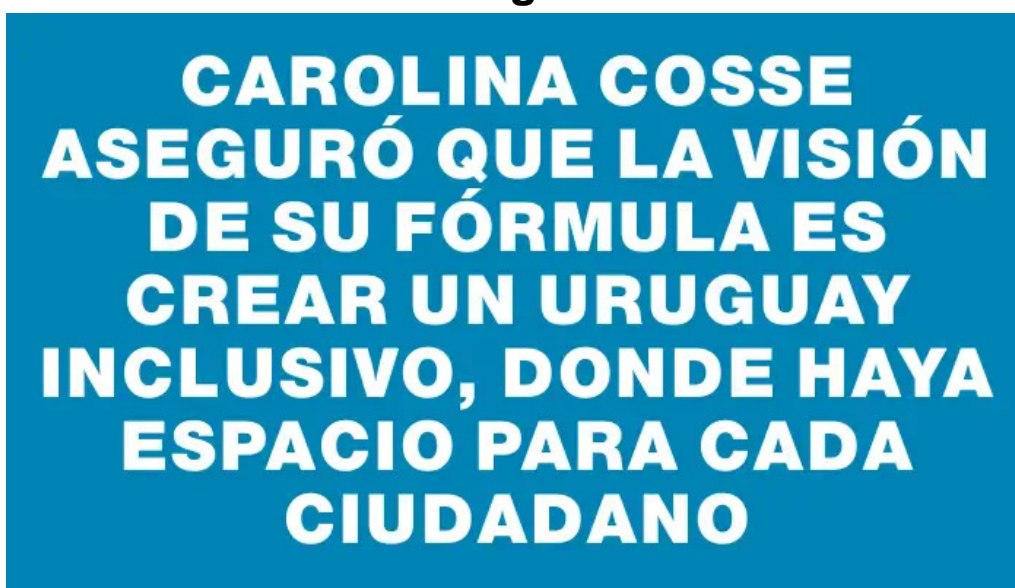 CAROLINA COSSE
ASEGURÓ QUE LA VISIÓN
DE SU FÓRMULA ES
CREAR UN URUGUAY
INCLUSIVO, DONDE HAYA
ESPACIO PARA CADA
CIUDADANO